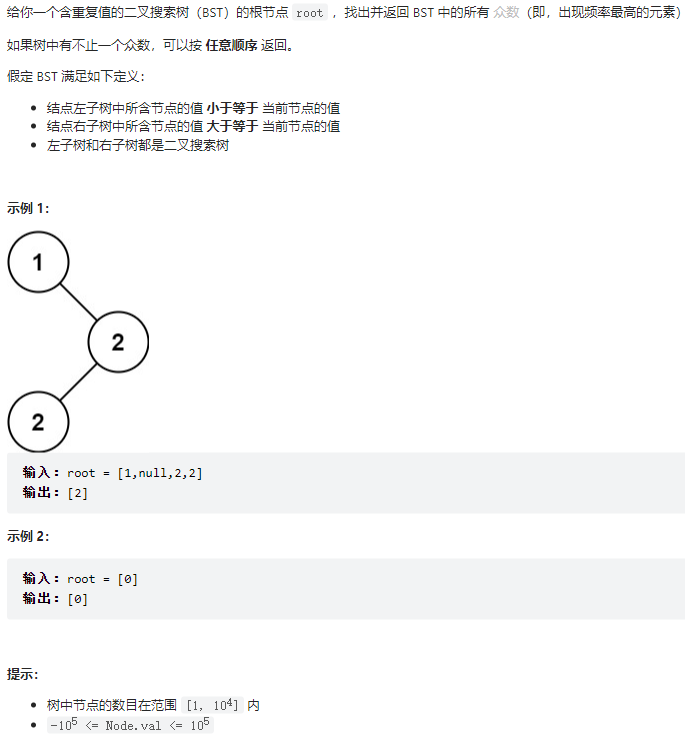 给你一个含重复值的二叉搜索树（BST）的根节点 root ，找出并返回 BST 中的所有 众数（即，出现频率最高的元素）
如果树中有不止一个众数，可以按 任意顺序 返回。
假定 BST 满足如下定义：
• 结点左子树中所含节点的值 小于等于 当前节点的值
• 结点右子树中所含节点的值 大于等于 当前节点的值
• 左子树和右子树都是二叉搜索树
示例 1：
1
2
2
输入：root = [1,null,2,2]
输出：[2]
示例 2：
输入：root = [0]
输出：[0]
提示：
• 树中节点的数目在范围 [1, 10⁴] 内
• -10⁵ <= Node.val <= 10⁵